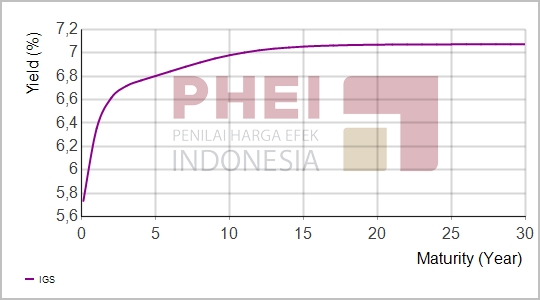 Yield (%)
7,2
7
6,8
6,6
6,4
6,2
6
5,8
5,6
PHEI
PENILAI HARGA EFEK
INDONESIA
0 5 10 15 20 25 30
Maturity (Year)
IGS